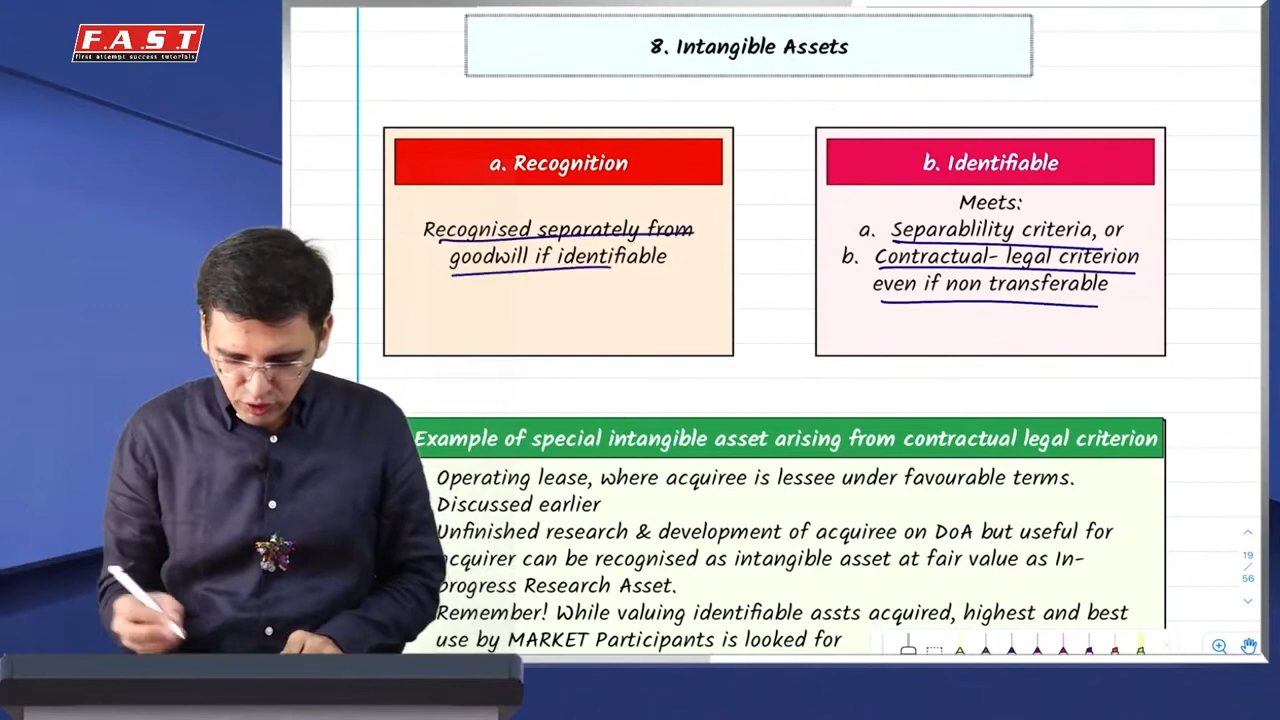 F.A.S.T
first attempt success tutorials
8. Intangible Assets
a. Recognition
Recognised separately from
goodwill if identifiable
b. Identifiable
Meets:
a. Separablility criteria, or
b. Contractual- legal criterion
even if non transferable
Example of special intangible asset arising from contractual legal criterion
Operating lease, where acquiree is lessee under favourable terms.
Discussed earlier
Unfinished research & development of acquiree on DoA but useful for
acquirer can be recognised as intangible asset at fair value as In-
progress Research Asset.
Remember! While valuing identifiable assts acquired, highest and best
use by MARKET Participants is looked for
19
/
56